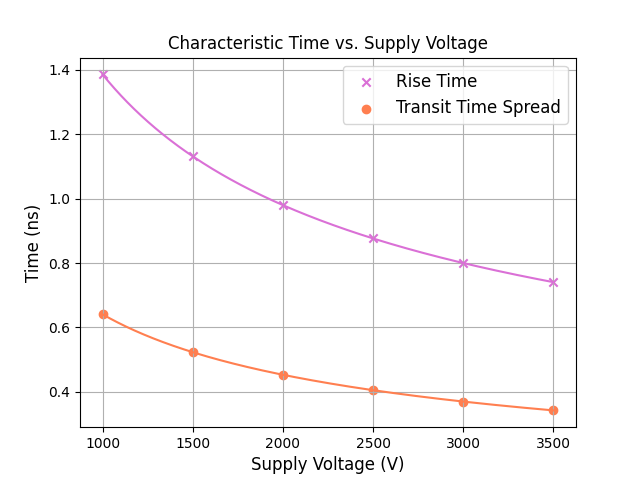 Characteristic Time vs. Supply Voltage
Rise Time
Transit Time Spread
Time (ns)
1.4
1.2
1.0
0.8
0.6
0.4
1000 1500 2000 2500 3000 3500
Supply Voltage (V)